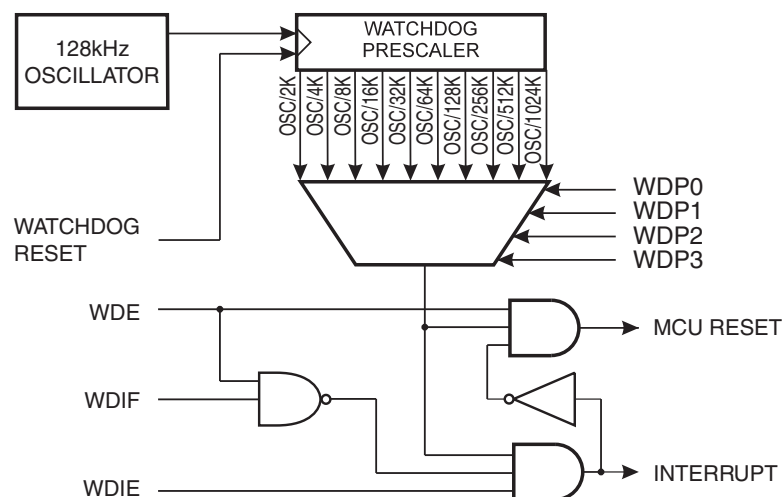 128kHz
OSCILLATOR
WATCHDOG
PRESCALER
OSC/2K
OSC/4K
OSC/8K
OSC/16K
OSC/32K
OSC/64K
OSC/128K
OSC/256K
OSC/512K
OSC/1024K
WDP0
WDP1
WDP2
WDP3
WATCHDOG
RESET
WDE
MCU RESET
WDIF
INTERRUPT
WDIE